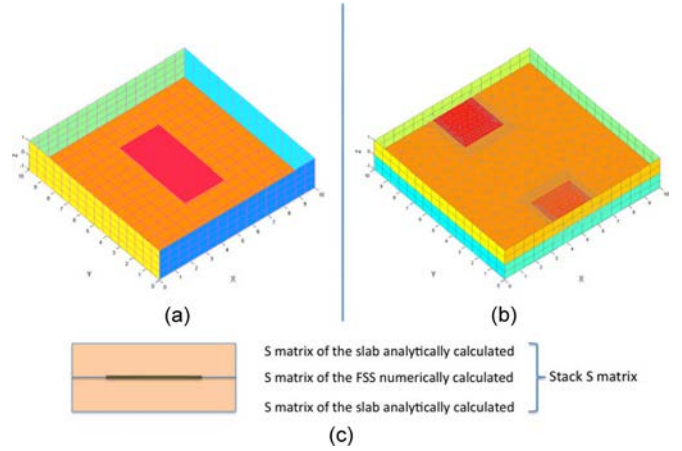 Z
Y
X
(a)
Z
Y
X
(b)
S matrix of the slab analytically calculated
S matrix of the FSS numerically calculated
Stack S matrix
S matrix of the slab analytically calculated
(c)